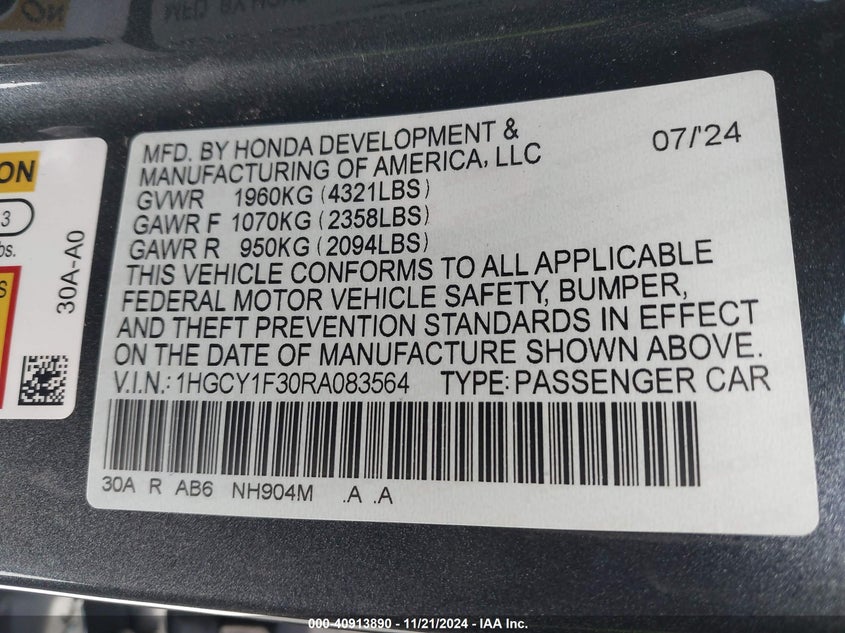 MFD. BY HONDA DEVELOPMENT &
MANUFACTURING OF AMERICA, LLC
07/'24
GVWR 1960KG (4321LBS)
GAWR F 1070KG (2358LBS)
GAWR R 950KG (2094LBS)
THIS VEHICLE CONFORMS TO ALL APPLICABLE
FEDERAL MOTOR VEHICLE SAFETY, BUMPER,
AND THEFT PREVENTION STANDARDS IN EFFECT
ON THE DATE OF MANUFACTURE SHOWN ABOVE.
V.I.N.: 1HGCY1F30RA083564 TYPE: PASSENGER CAR
30A R AB6 NH904M .A .A
ON
3
bs.
S
30A-A0
000-40913890 - 11/21/2024 - IAA Inc.